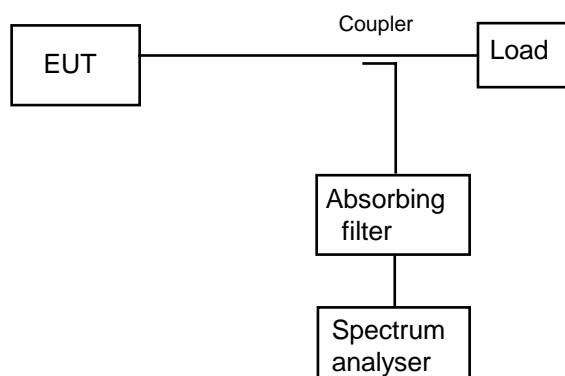 Coupler
EUT
Load
Absorbing
filter
Spectrum
analyser